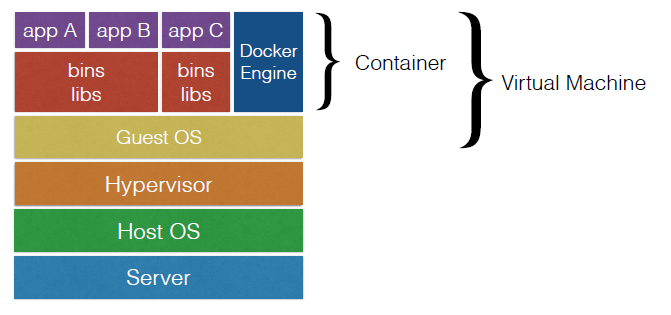 app A
app B
app C
Docker
Engine
bins
libs
bins
libs
Container
Virtual Machine
Guest OS
Hypervisor
Host OS
Server